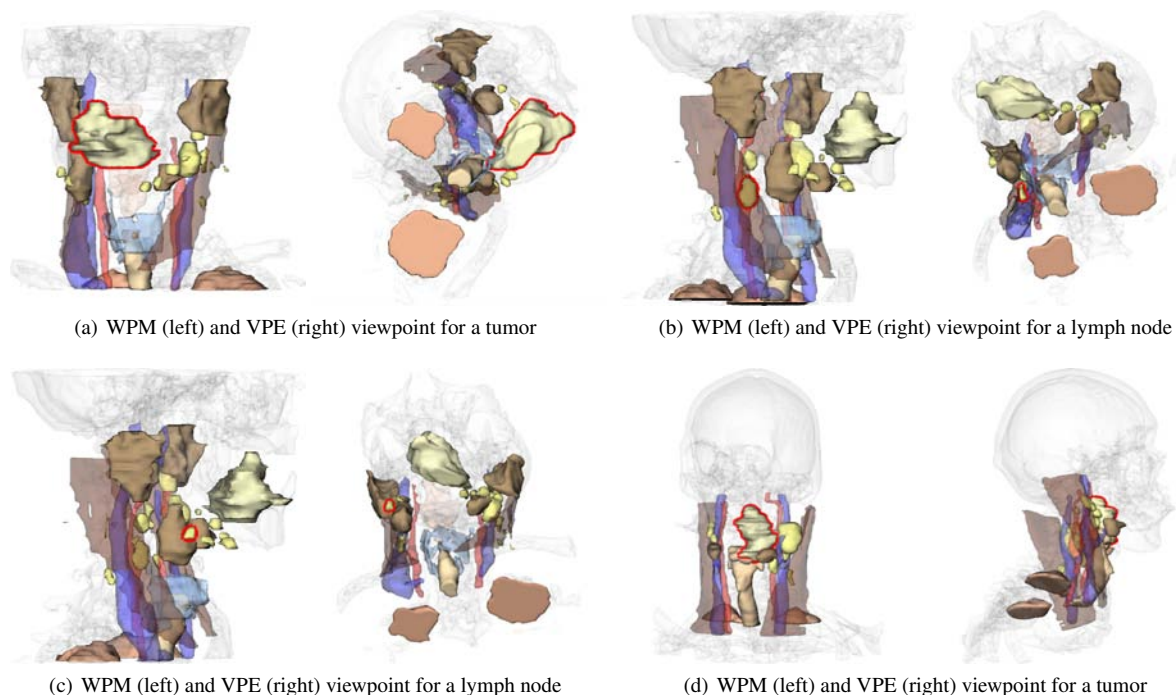 (a) WPM (left) and VPE (right) viewpoint for a tumor
(b) WPM (left) and VPE (right) viewpoint for a lymph node
(c) WPM (left) and VPE (right) viewpoint for a lymph node
(d) WPM (left) and VPE (right) viewpoint for a tumor